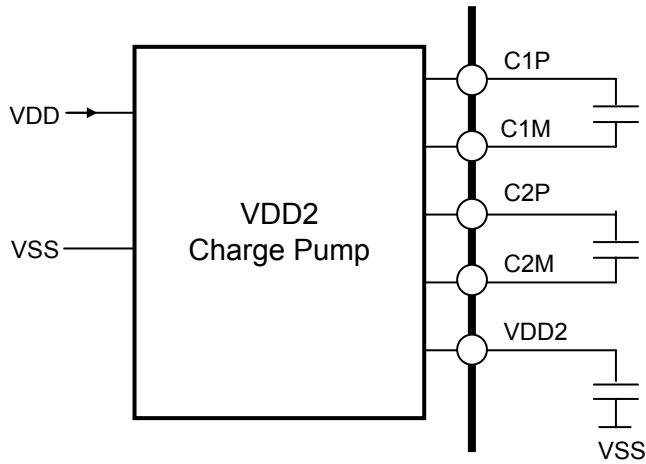 C1P
VDD
C1M
C2P
VDD2
Charge Pump
VSS
C2M
VDD2
VSS